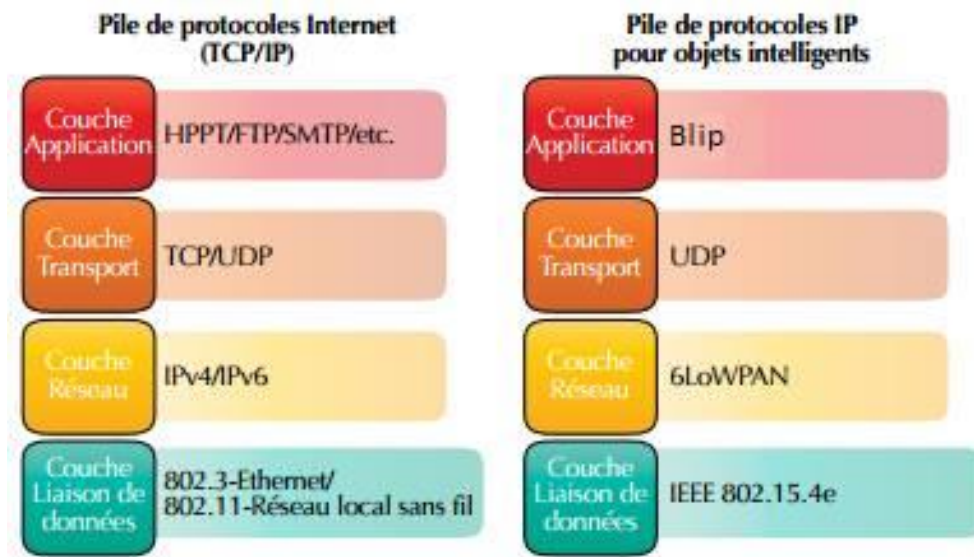 Pile de protocoles Internet
(TCP/IP)
Couche
Application
HPPT/FTP/SMTP/etc.
Couche
Transport
TCP/UDP
Couche
Réseau
IPv4/IPv6
Couche
Liaison de
données
802.3-Ethernet/
802.11-Réseau local sans fil
Pile de protocoles IP
pour objets intelligents
Couche
Application
Blip
Couche
Transport
UDP
Couche
Réseau
6LoWPAN
Couche
Liaison de
données
IEEE 802.15.4e